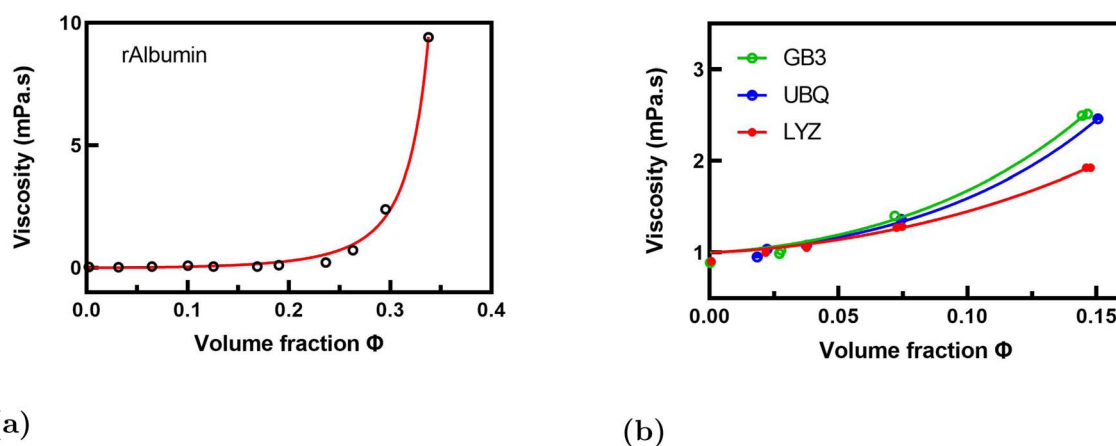 rAlbumin
Viscosity (mPa.s)
10
5
0
0.0 0.1 0.2 0.3 0.4
Volume fraction Φ
GB3
UBQ
LYZ
Viscosity (mPa.s)
3
2
1
0.00 0.05 0.10 0.15
Volume fraction Φ
a)
(b)